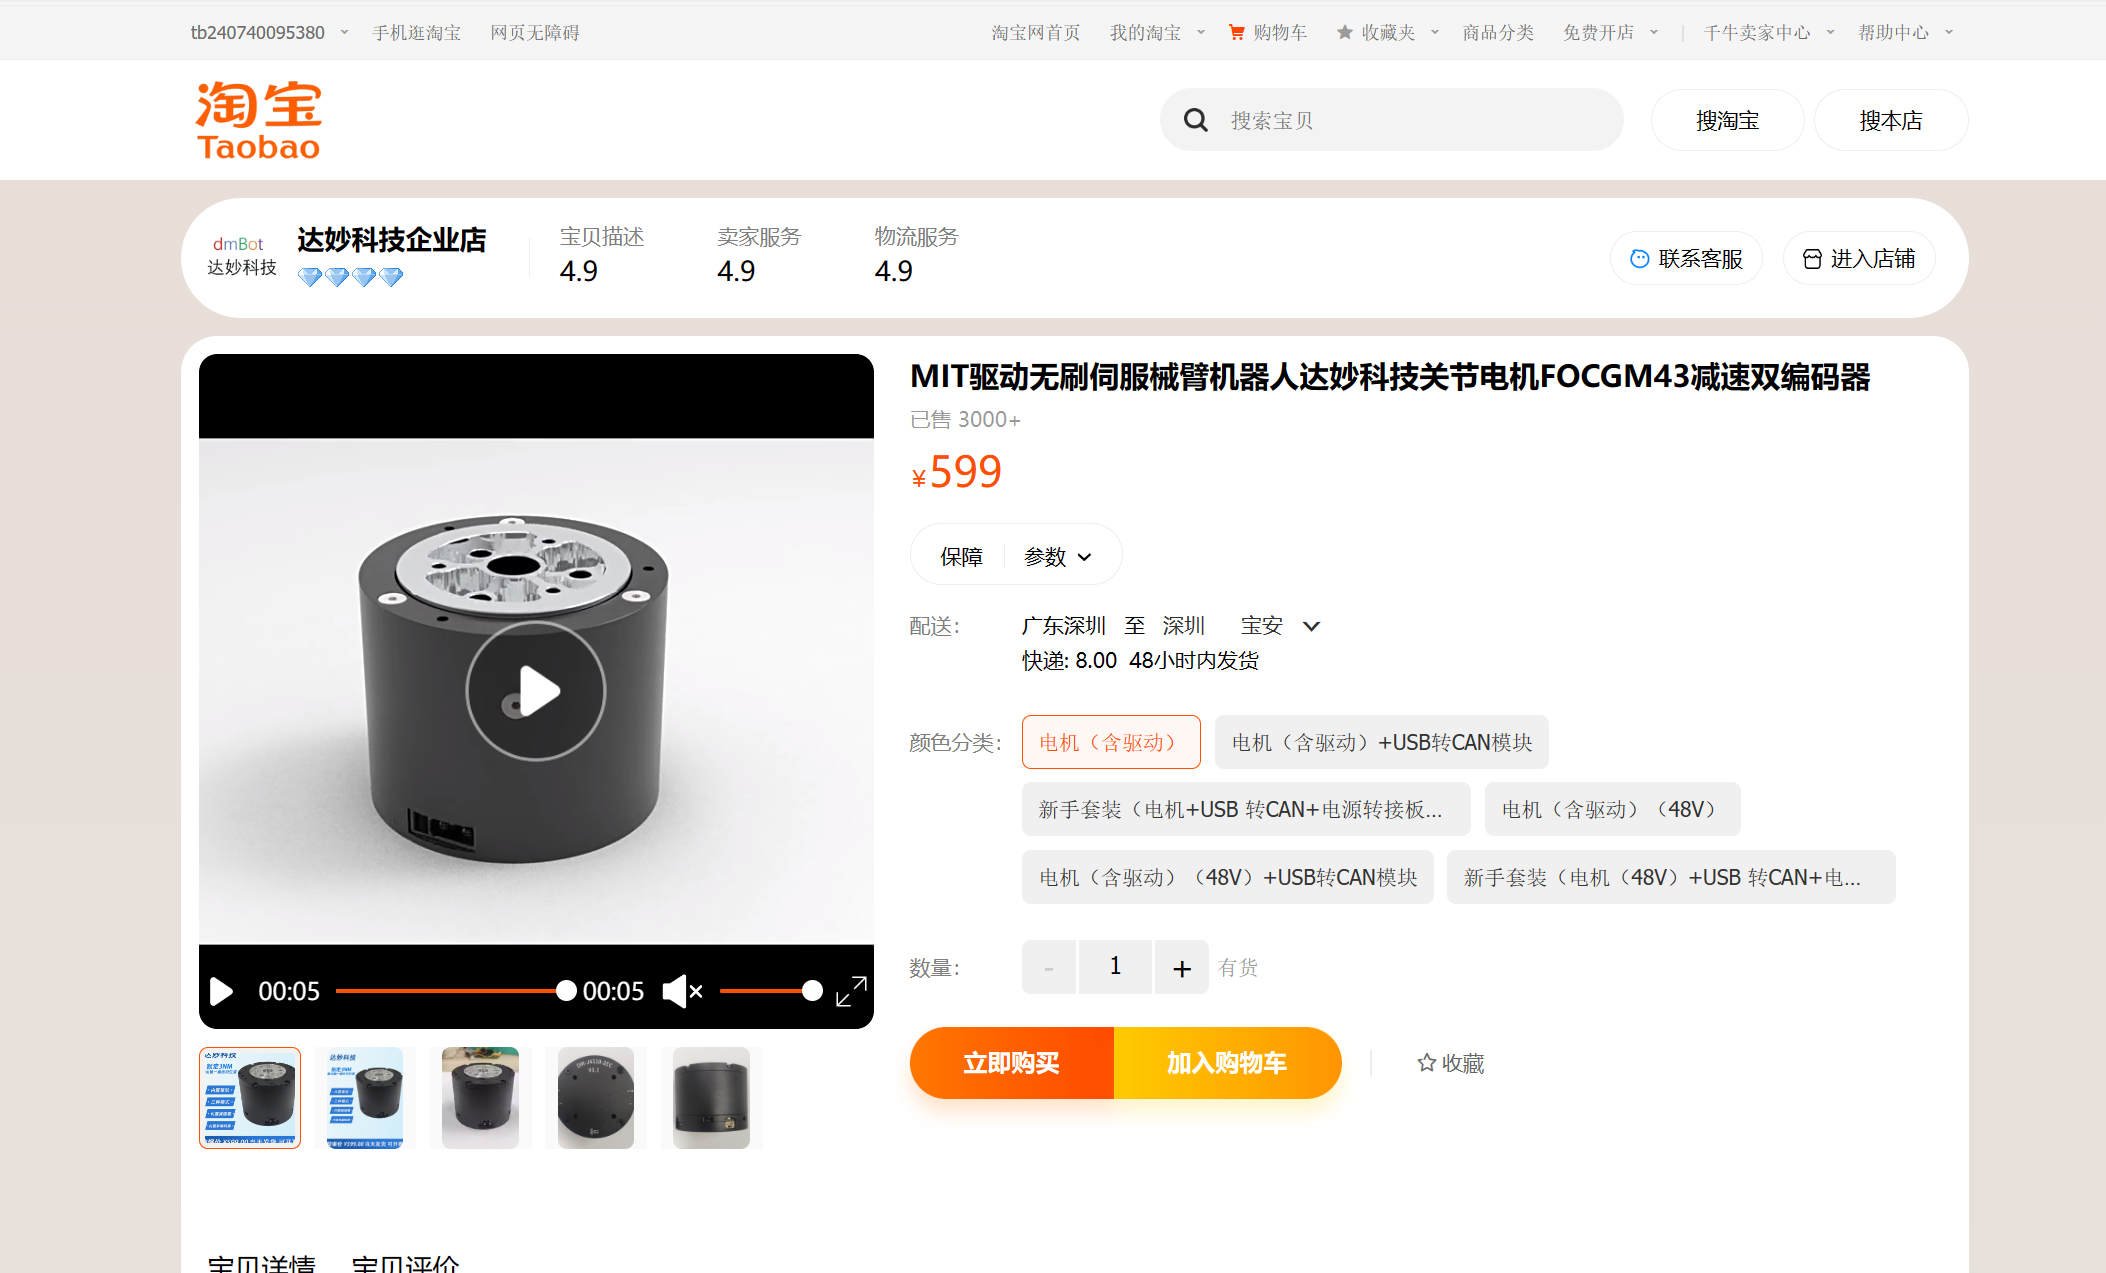 tb240740095380 手机逛淘宝 网页无障碍 淘宝网首页 我的淘宝 购物车 收藏夹 商品分类 免费开店 千牛卖家中心 帮助中心
淘宝
Taobao
搜索宝贝 搜淘宝 搜本店
dmBot
达妙科技
达妙科技企业店
宝贝描述 卖家服务 物流服务
4.9 4.9 4.9
联系客服 进入店铺
MIT驱动无刷伺服械臂机器人达妙科技关节电机FOCGM43减速双编码器
已售 3000+
¥599
保障 参数
配送: 广东深圳 至 深圳 宝安
快递: 8.00 48小时内发货
颜色分类: 电机（含驱动） 电机（含驱动）+USB转CAN模块
新手套装（电机+USB 转CAN+电源转接板... 电机（含驱动）（48V）
电机（含驱动）（48V）+USB转CAN模块 新手套装（电机（48V）+USB 转CAN+电...
数量: - 1 + 有货
00:05 00:05
立即购买 加入购物车 收藏
达妙科技
宝贝详情 宝贝评价